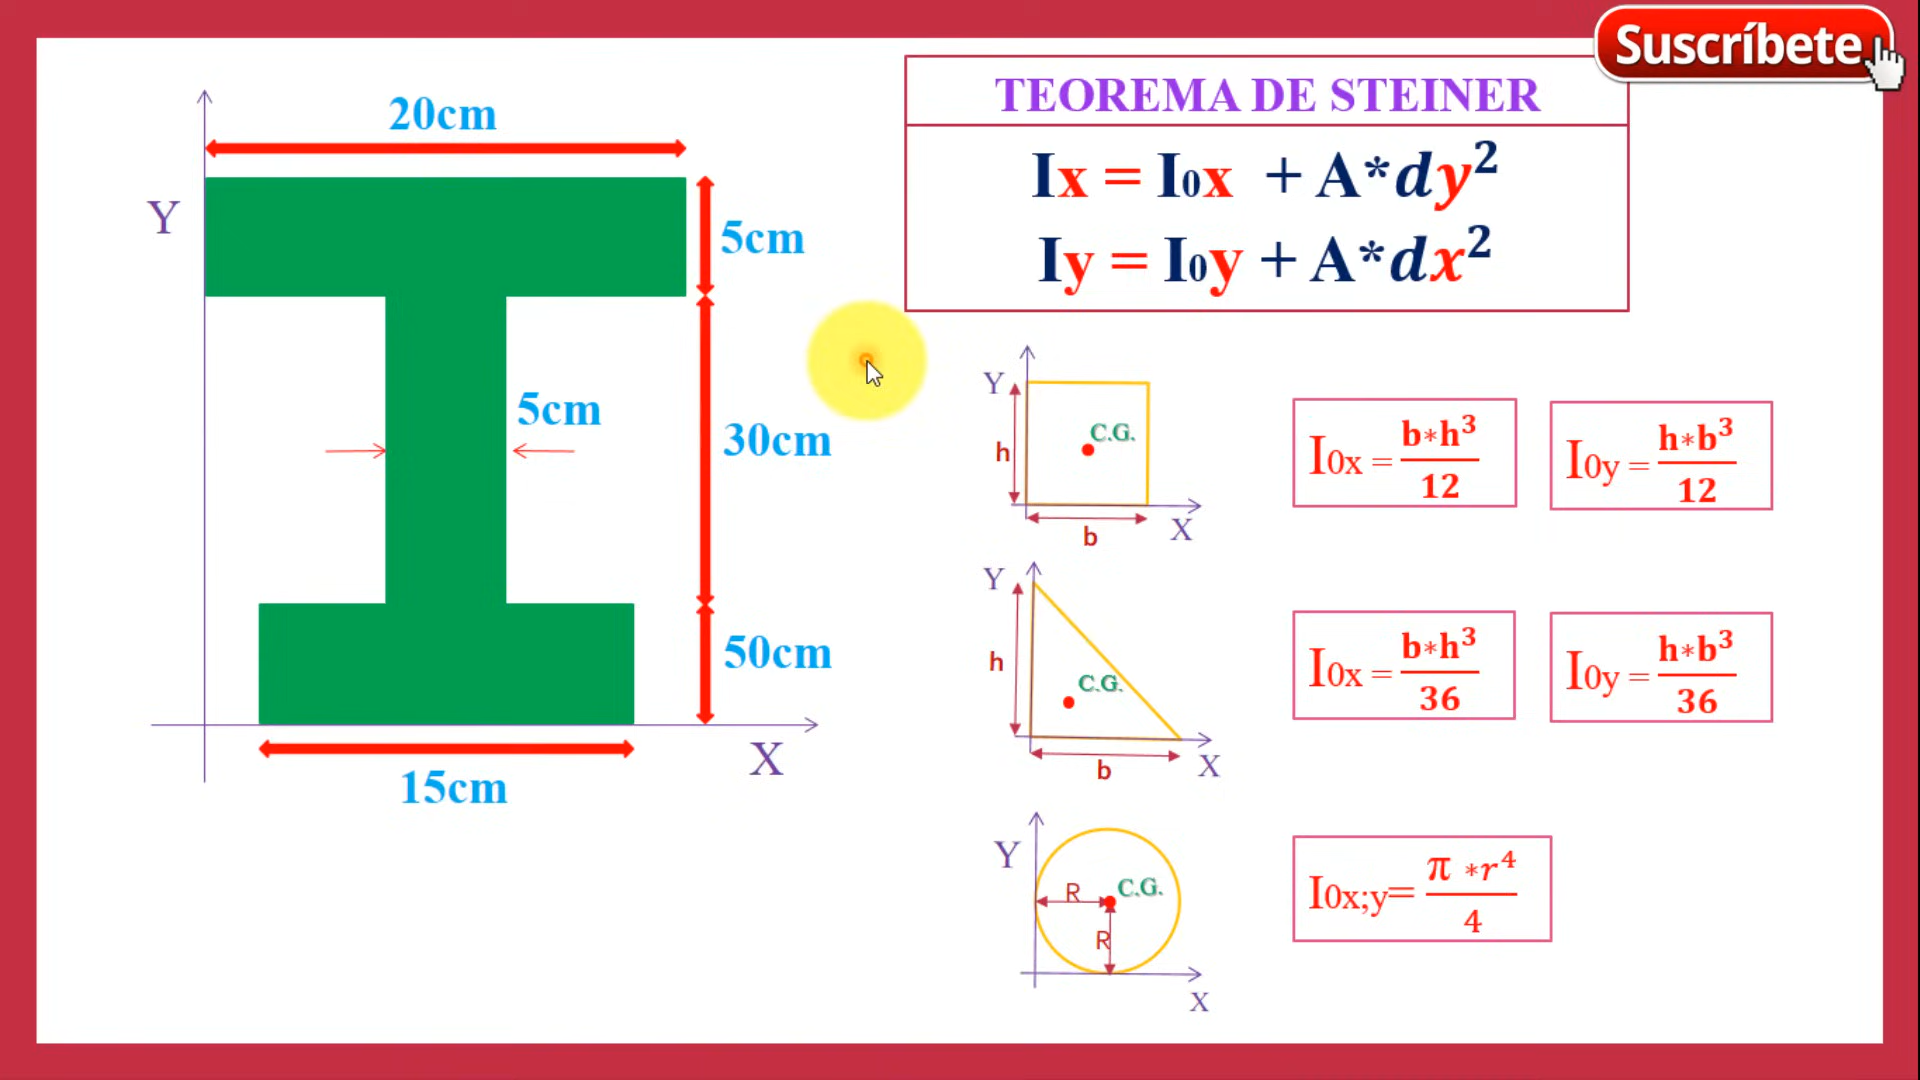 Suscríbete
20cm
Y
5cm
5cm
30cm
50cm
X
15cm
TEOREMA DE STEINER
Ix = I₀x + A*dy²
Iy = I₀y + A*dx²
Y
C.G.
h
X
b
I0x = b*h³/12
I0y = h*b³/12
Y
h
C.G.
X
b
I0x = b*h³/36
I0y = h*b³/36
Y
R
C.G.
R
X
I0x;y= π *r⁴/4